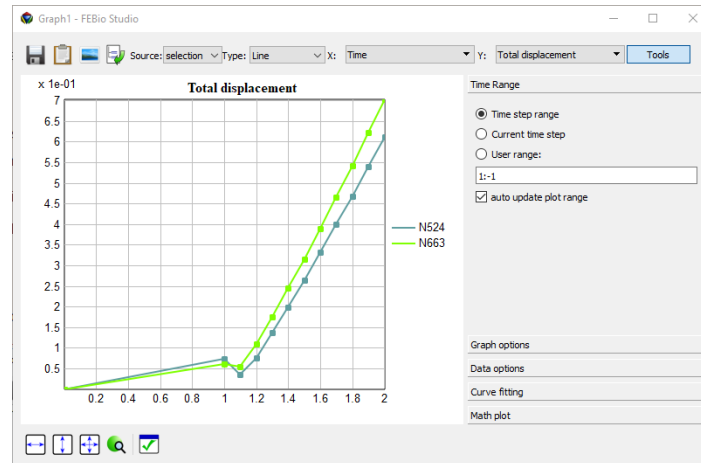 Graph1 - FEBio Studio
Source: selection Type: Line X: Time Y: Total displacement Tools
x 1e-01
Total displacement
7
6.5
6
5.5
5
4.5
4
3.5
3
2.5
2
1.5
1
0.5
0.2 0.4 0.6 0.8 1 1.2 1.4 1.6 1.8 2
N524
N663
Time Range
Time step range
Current time step
User range:
1:-1
auto update plot range
Graph options
Data options
Curve fitting
Math plot